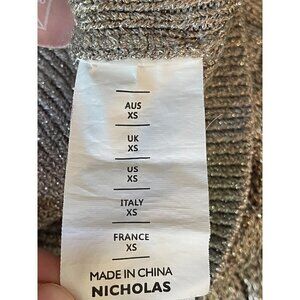 AUS
XS
UK
XS
US
XS
ITALY
XS
FRANCE
XS
MADE IN CHINA
NICHOLAS